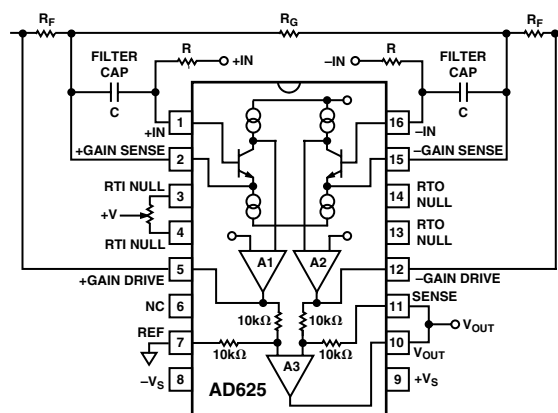 RF RG RF
FILTER CAP R +IN –IN R FILTER CAP
C C
1 +IN 16 –IN
+GAIN SENSE 2 15 –GAIN SENSE
RTI NULL 3 14 RTO NULL
+V
RTI NULL 4 13 RTO NULL
A1 A2
+GAIN DRIVE 5 12 –GAIN DRIVE
NC 6 10kΩ 10kΩ 11 SENSE
VOUT
REF 7 10kΩ 10kΩ 10 VOUT
A3
–VS 8 AD625 9 +VS